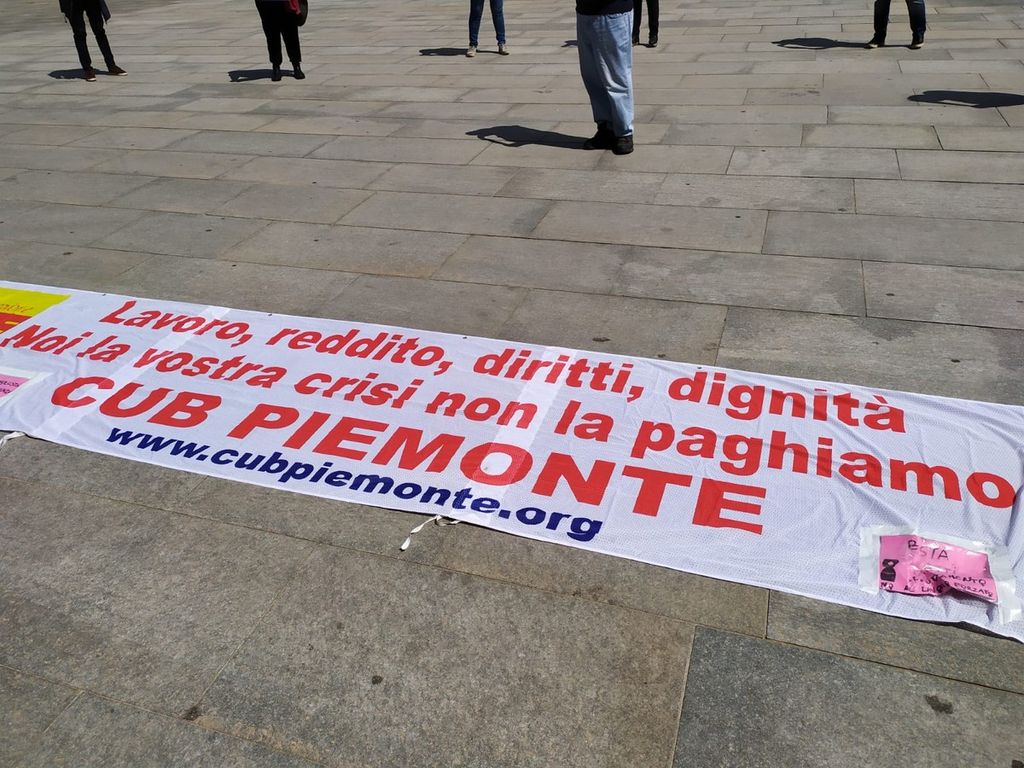 Lavoro, reddito, diritti, dignità
Noi la vostra crisi non la paghiamo
CUB PIEMONTE
www.cubpiemonte.org